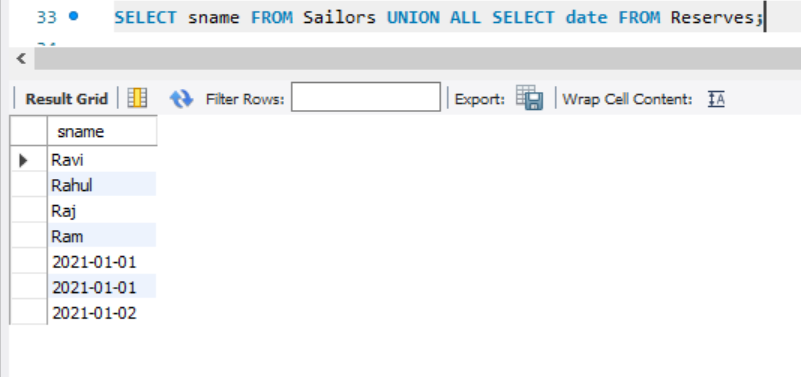 33 SELECT sname FROM Sailors UNION ALL SELECT date FROM Reserves;
Result Grid Filter Rows: Export: Wrap Cell Content: IA
sname
Ravi
Rahul
Raj
Ram
2021-01-01
2021-01-01
2021-01-02